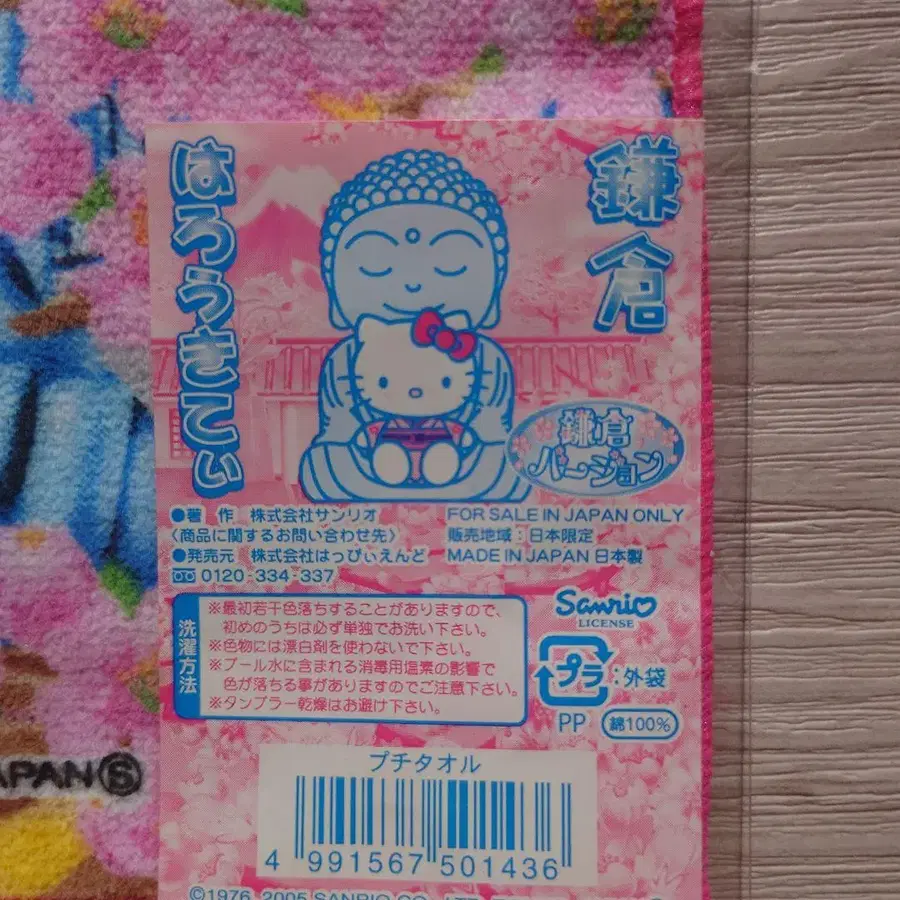 鎌倉
はろうきてぃ
鎌倉
バージョン
●著 作 株式会社サンリオ
〈商品に関するお問い合わせ先〉
●発売元 株式会社はっぴぃえんど
0120-334-337
FOR SALE IN JAPAN ONLY
販売地域:日本限定
MADE IN JAPAN 日本製
洗濯方法
※最初若干色落ちすることがありますので、
初めのうちは必ず単独でお洗い下さい。
※色物には漂白剤を使わないで下さい。
※プール水に含まれる消毒用塩素の影響で
色が落ちる事がありますのでご注意下さい。
※タンブラー乾燥はお避け下さい。
Sanrio
LICENSE
プラ:外袋
PP 綿100%
プチタオル
4 991567 501436
©1976, 2005 SANRIO CO., LTD.
JAPANⓈ